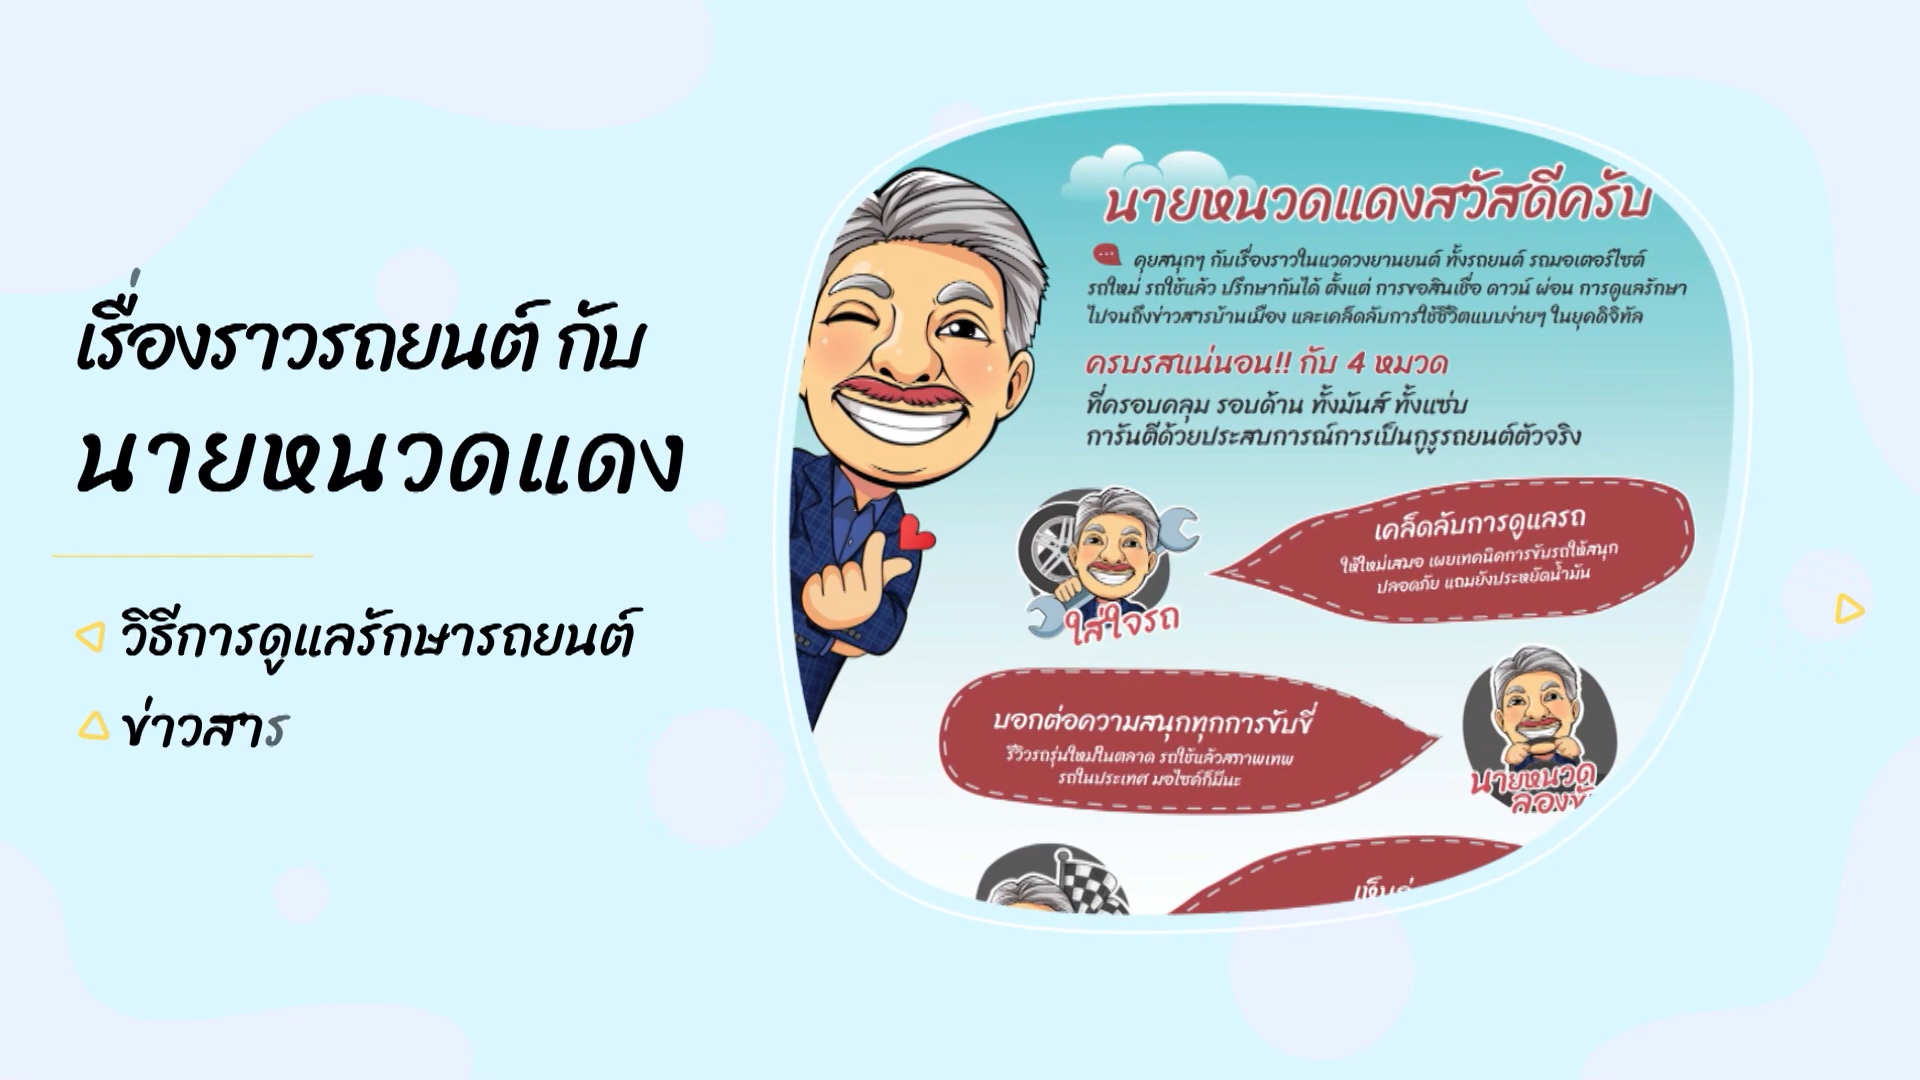 เรื่องราวรถยนต์ กับ
นายหนวดแดง
วิธีการดูแลรักษารถยนต์
ข่าวสาร
นายหนวดแดงสวัสดีครับ
คุยสนุกๆ กับเรื่องราวในแวดวงยานยนต์ ทั้งรถยนต์ รถมอเตอร์ไซต์
รถใหม่ รถใช้แล้ว ปรึกษากันได้ ตั้งแต่ การขอสินเชื่อ ดาวน์ ผ่อน การดูแลรักษา
ไปจนถึงข่าวสารบ้านเมือง และเคล็ดลับการใช้ชีวิตแบบง่ายๆ ในยุคดิจิทัล
ครบรสแน่นอน!! กับ 4 หมวด
ที่ครอบคลุม รอบด้าน ทั้งมันส์ ทั้งแซ่บ
การันตีด้วยประสบการณ์การเป็นกูรูรถยนต์ตัวจริง
เคล็ดลับการดูแลรถ
ให้ใหม่เสมอ เผยเทคนิคการขับรถให้สนุก
ปลอดภัย แถมยังประหยัดน้ำมัน
ใส่ใจรถ
บอกต่อความสนุกทุกการขับขี่
รีวิวรถรุ่นใหม่ในตลาด รถใช้แล้วสภาพเทพ
รถในประเทศ มอไซค์ก็มีนะ
นายหนวด
ลองขับ